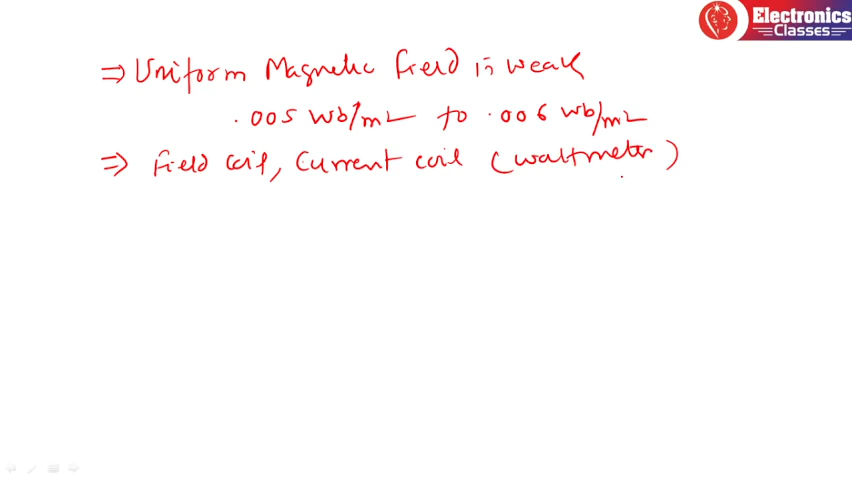 Electronics
Classes
⇒ Uniform Magnetic field is weak
.005 wb/m2 to .006 wb/m2
⇒ Field coil, Current coil (wattmeter)